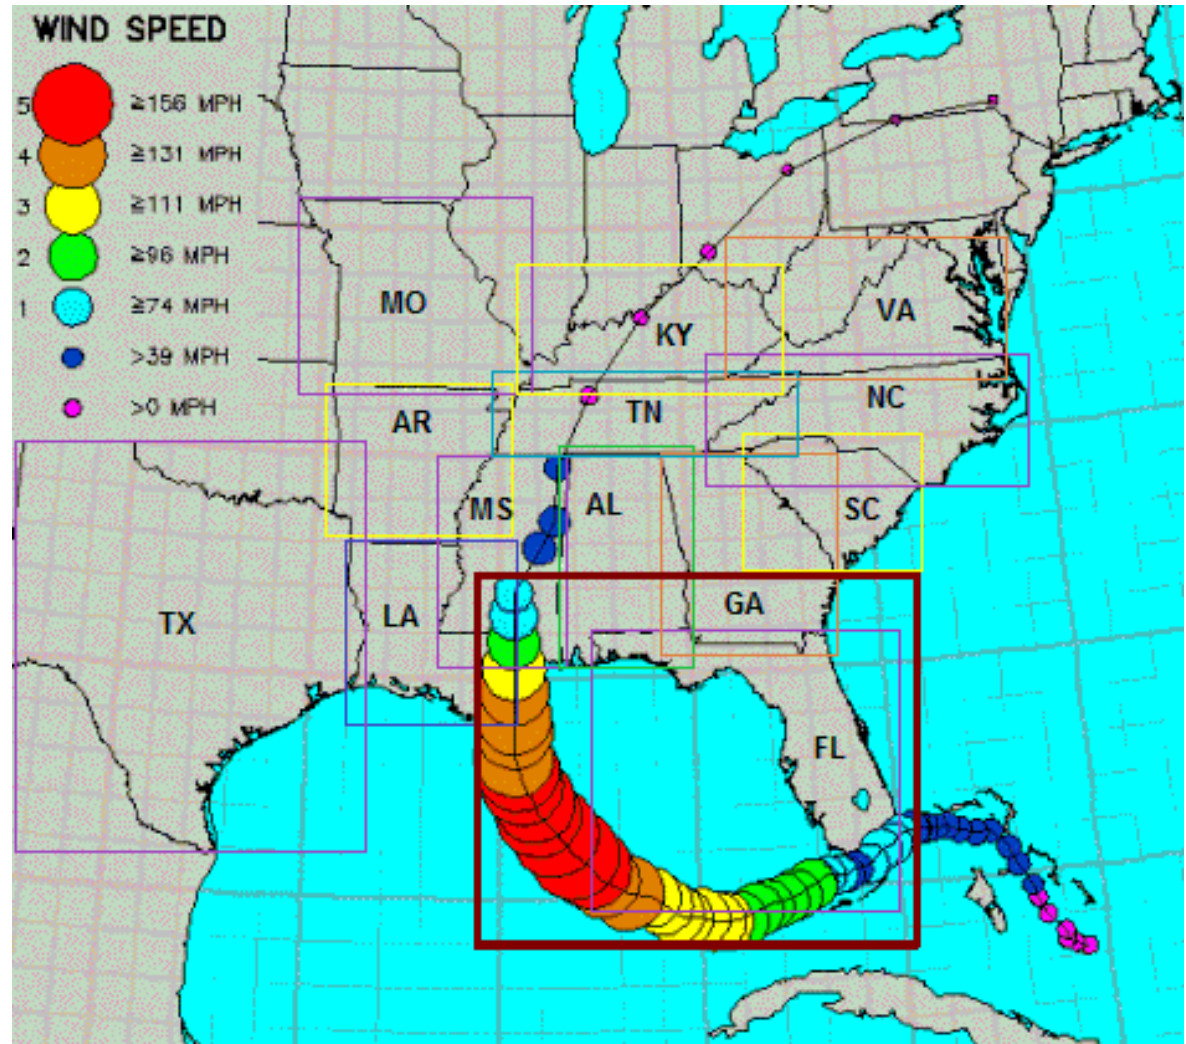 WIND SPEED
5 ≧156 MPH
4 ≧131 MPH
3 ≧111 MPH
2 ≧96 MPH
1 ≧74 MPH
>39 MPH
>0 MPH
MO
KY
VA
AR
TN
NC
MS
AL
SC
TX
LA
GA
FL